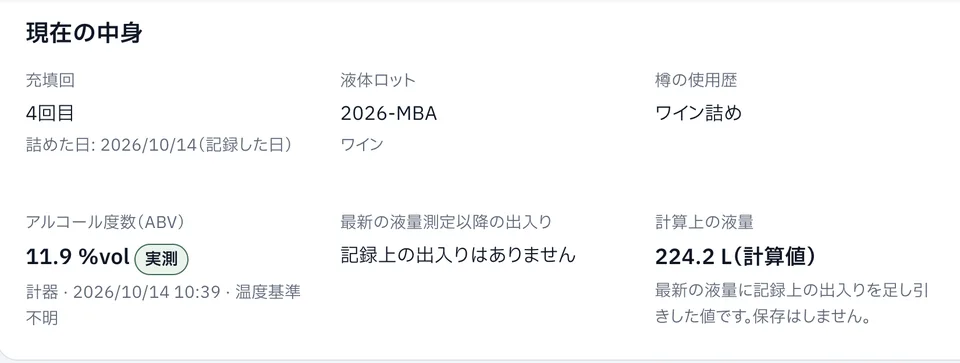 現在の中身
充填回
4回目
詰めた日: 2026/10/14（記録した日）
液体ロット
2026-MBA
ワイン
樽の使用歴
ワイン詰め
アルコール度数（ABV）
11.9 %vol 実測
計器 · 2026/10/14 10:39 · 温度基準
不明
最新の液量測定以降の出入り
記録上の出入りはありません
計算上の液量
224.2 L（計算値）
最新の液量に記録上の出入りを足し引
きした値です。保存はしません。